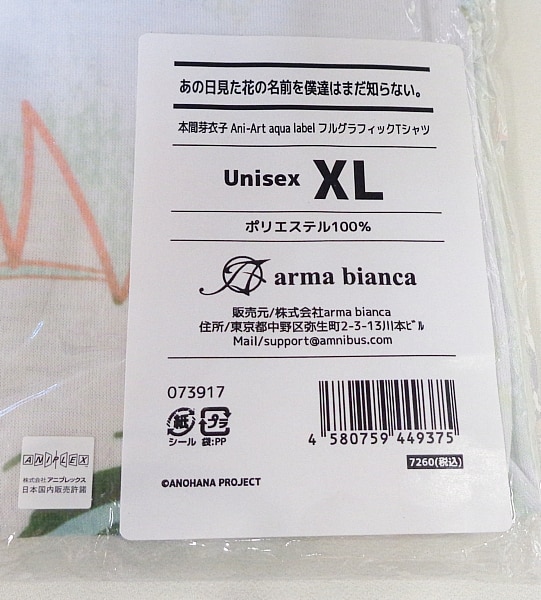 あの日見た花の名前を僕達はまだ知らない。
本間芽衣子 Ani-Art aqua label フルグラフィックTシャツ
Unisex XL
ポリエステル100%
arma bianca
販売元/株式会社arma bianca
住所/東京都中野区弥生町2-3-13川本ﾋﾞﾙ
Mail/support@amnibus.com
073917
紙 プラ
シール 袋:PP
4 580759 449375
7260(税込)
©ANOHANA PROJECT
ANIPLEX
株式会社 アニプレックス
日本国内販売許諾